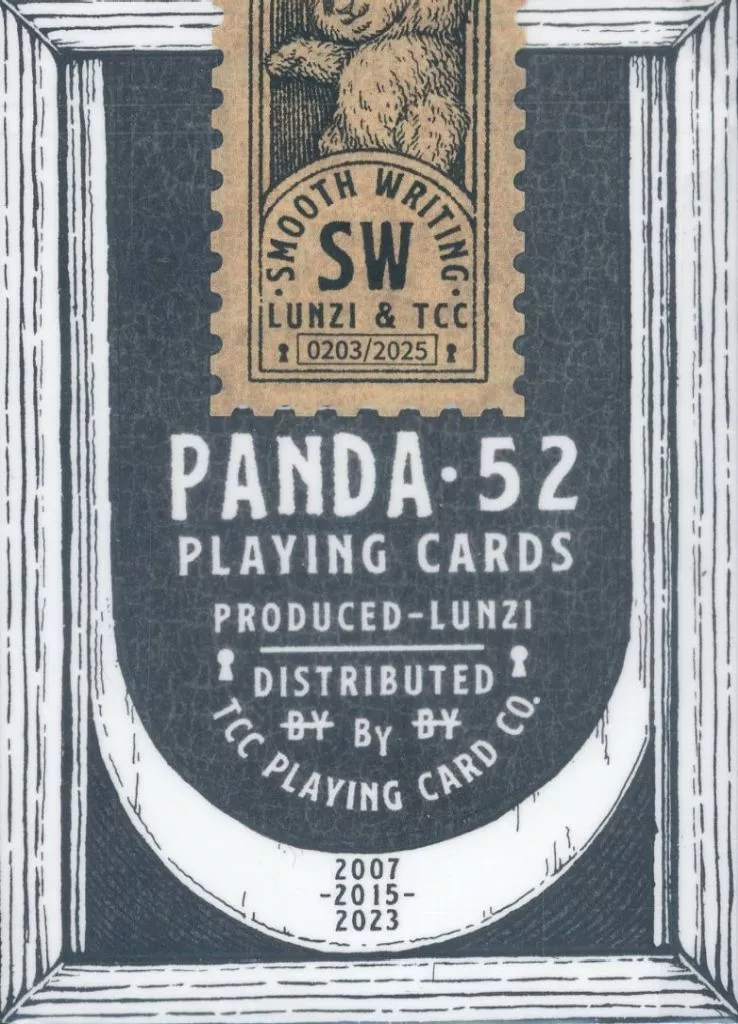 ·SMOOTH WRITING·
SW
LUNZI & TCC
0203/2025
PANDA·52
PLAYING CARDS
PRODUCED-LUNZI
DISTRIBUTED
BY By BY
TCC PLAYING CARD CO.
2007
-2015-
2023